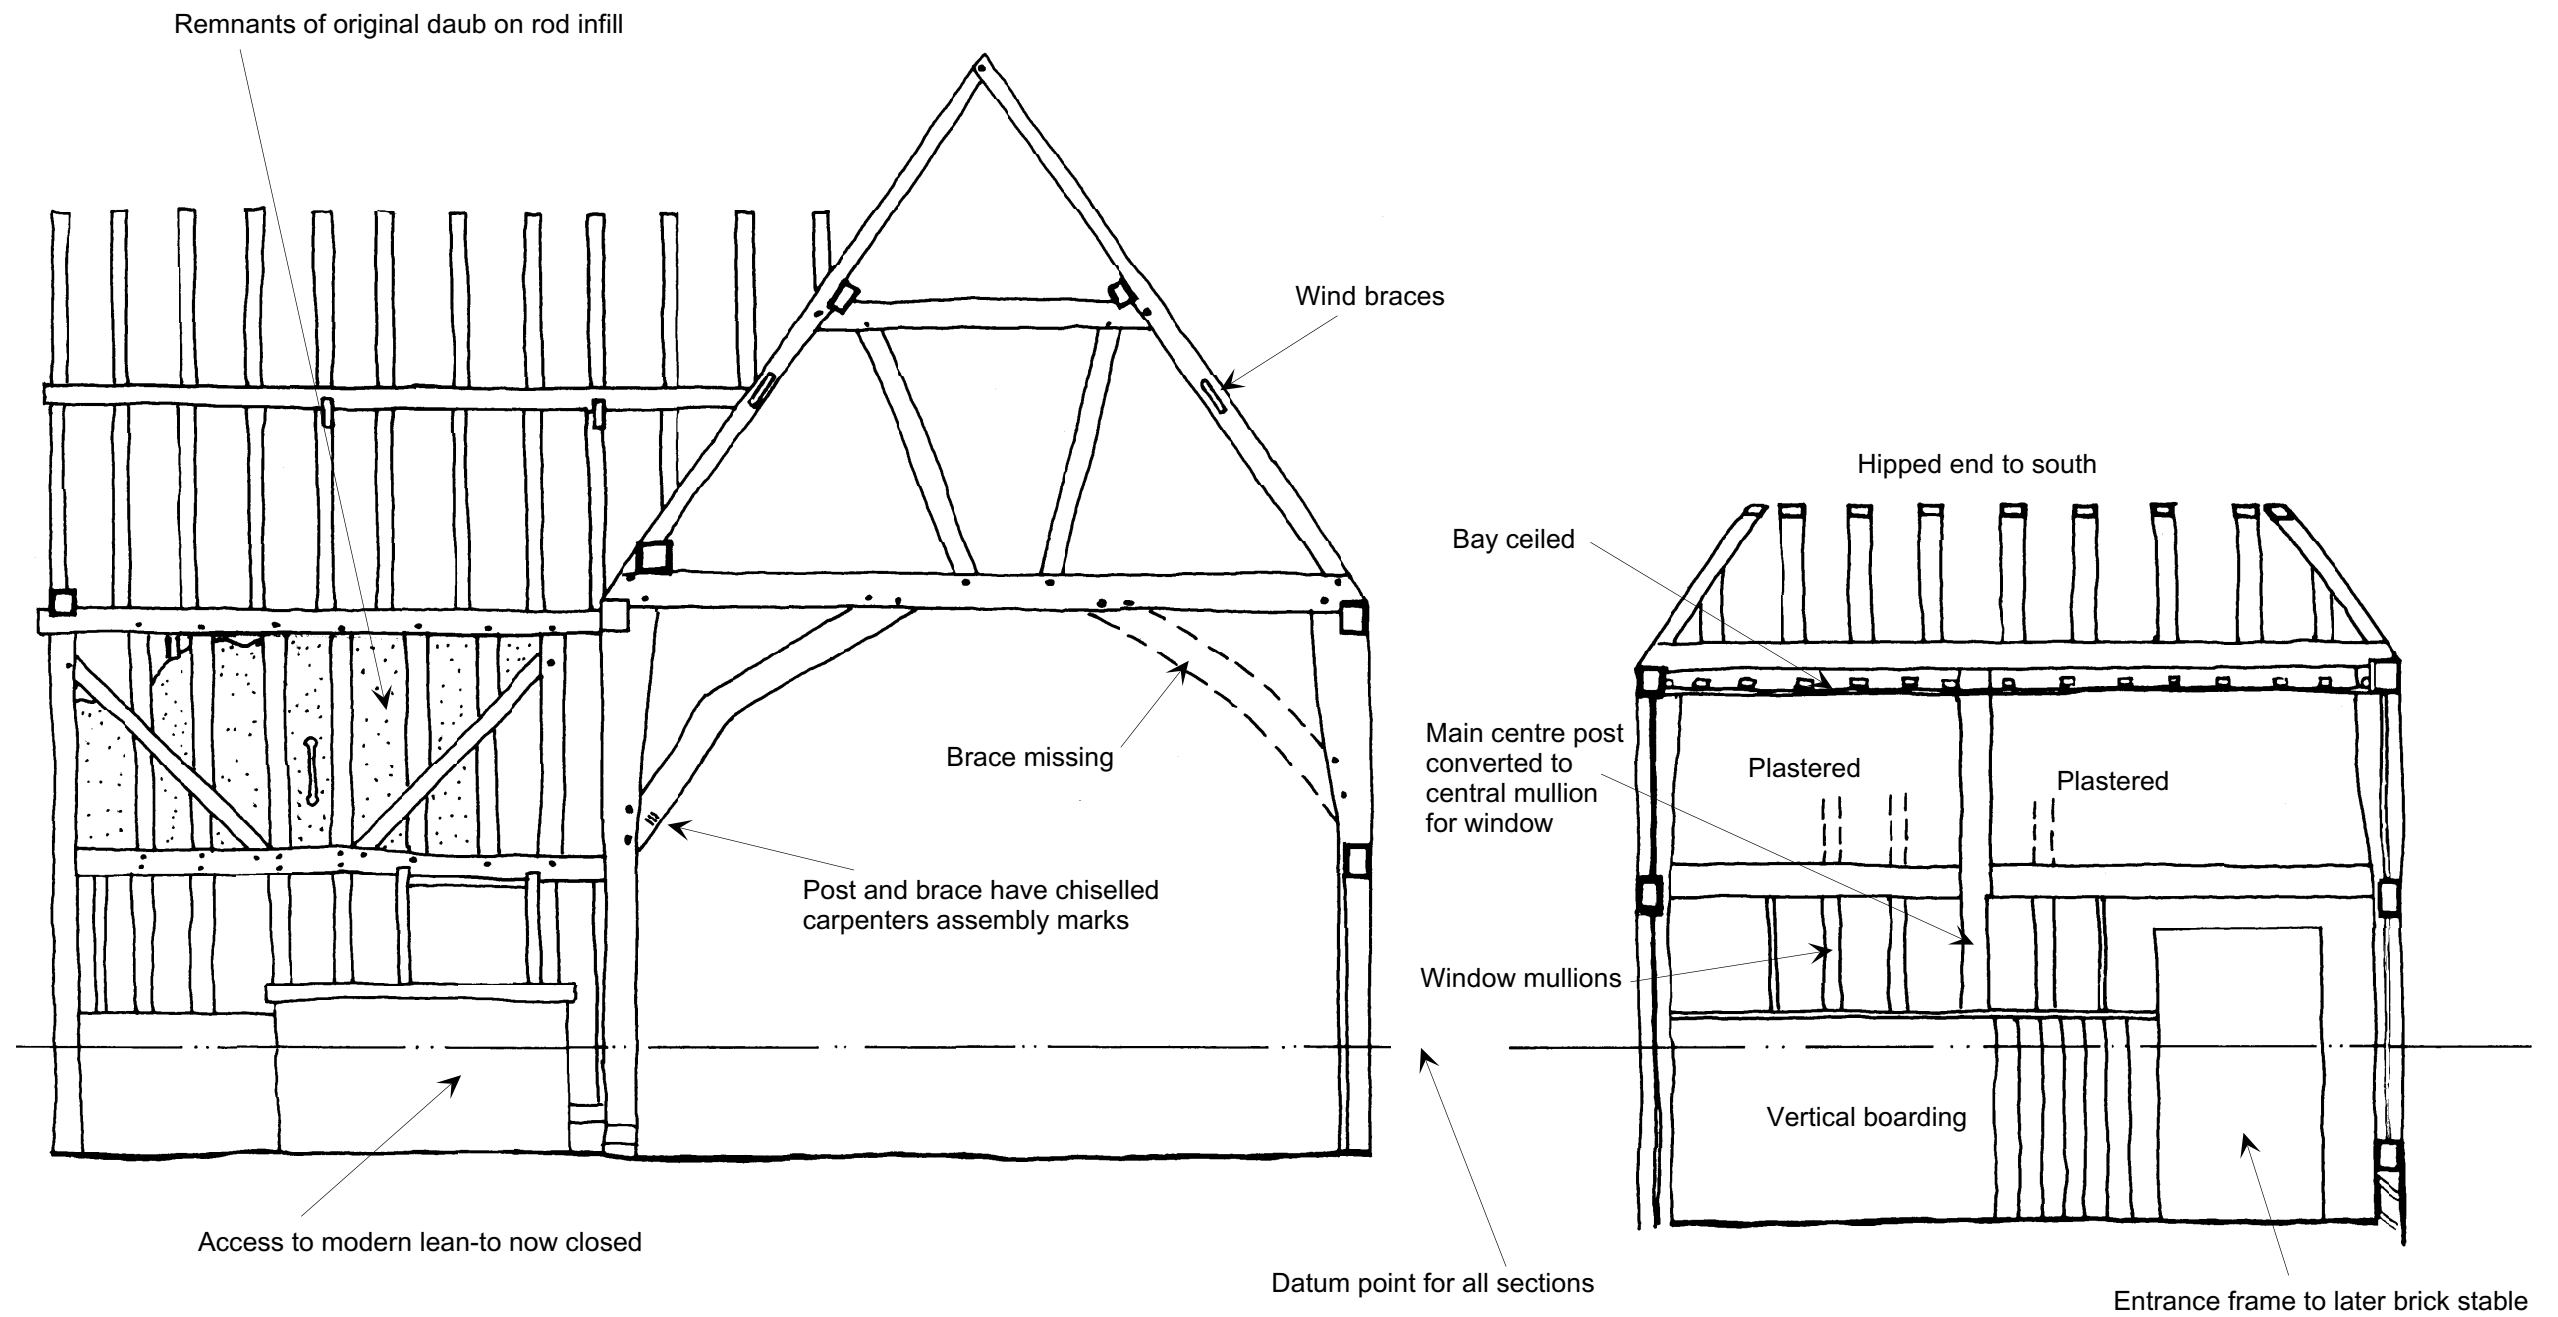 Remnants of original daub on rod infill
Wind braces
Hipped end to south
Bay ceiled
Main centre post
converted to
central mullion
for window
Plastered
Plastered
Brace missing
Post and brace have chiselled
carpenters assembly marks
Window mullions
Vertical boarding
Access to modern lean-to now closed
Datum point for all sections
Entrance frame to later brick stable